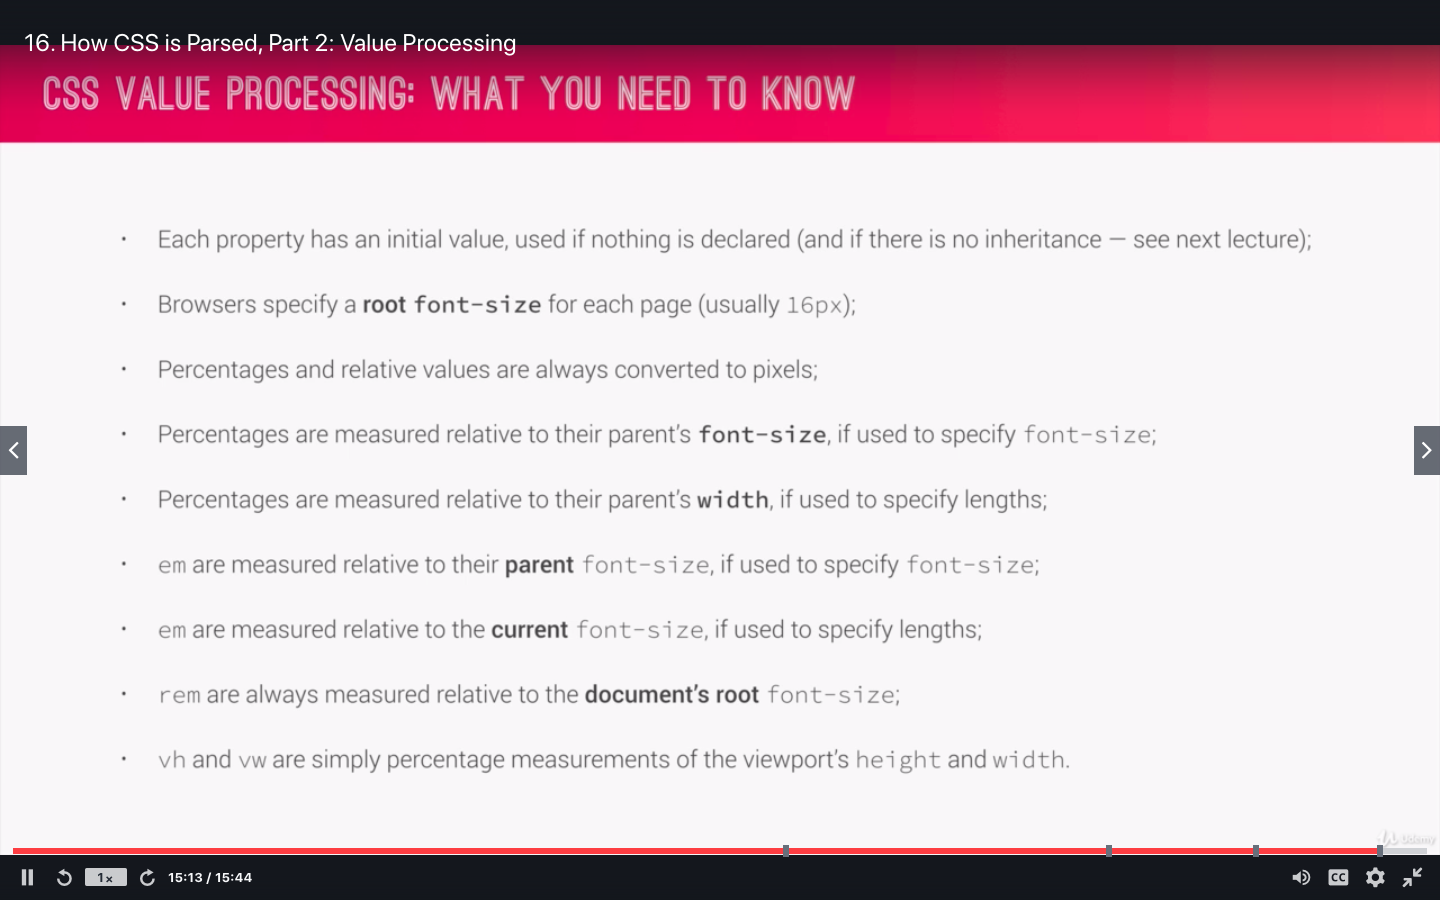 16. How CSS is Parsed, Part 2: Value Processing
CSS VALUE PROCESSING: WHAT YOU NEED TO KNOW
• Each property has an initial value, used if nothing is declared (and if there is no inheritance — see next lecture);
• Browsers specify a root font-size for each page (usually 16px);
• Percentages and relative values are always converted to pixels;
• Percentages are measured relative to their parent’s font-size, if used to specify font-size;
• Percentages are measured relative to their parent’s width, if used to specify lengths;
• em are measured relative to their parent font-size, if used to specify font-size;
• em are measured relative to the current font-size, if used to specify lengths;
• rem are always measured relative to the document’s root font-size;
• vh and vw are simply percentage measurements of the viewport’s height and width.
Udemy
1x 15:13 / 15:44 CC